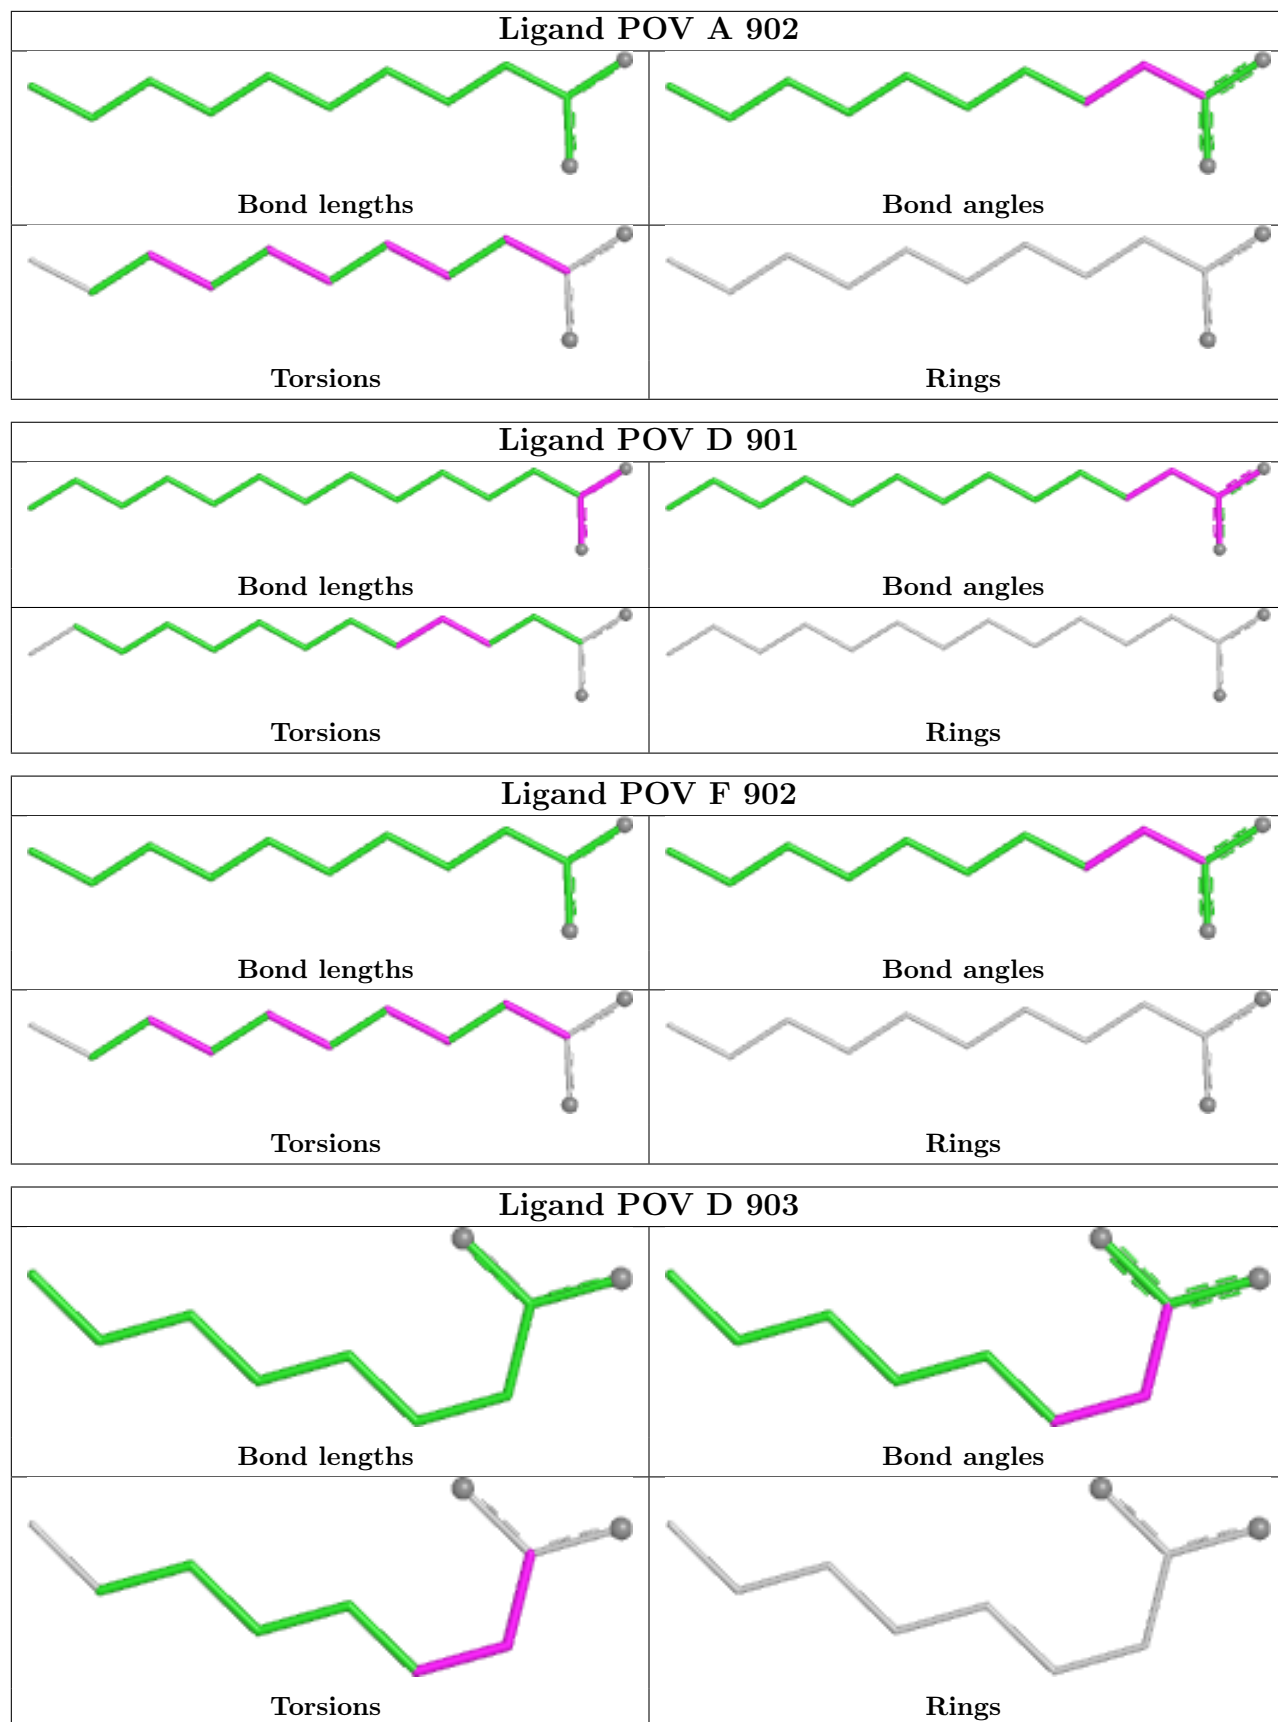 Ligand POV A 902
Bond lengths
Bond angles
Torsions
Rings
Ligand POV D 901
Bond lengths
Bond angles
Torsions
Rings
Ligand POV F 902
Bond lengths
Bond angles
Torsions
Rings
Ligand POV D 903
Bond lengths
Bond angles
Torsions
Rings